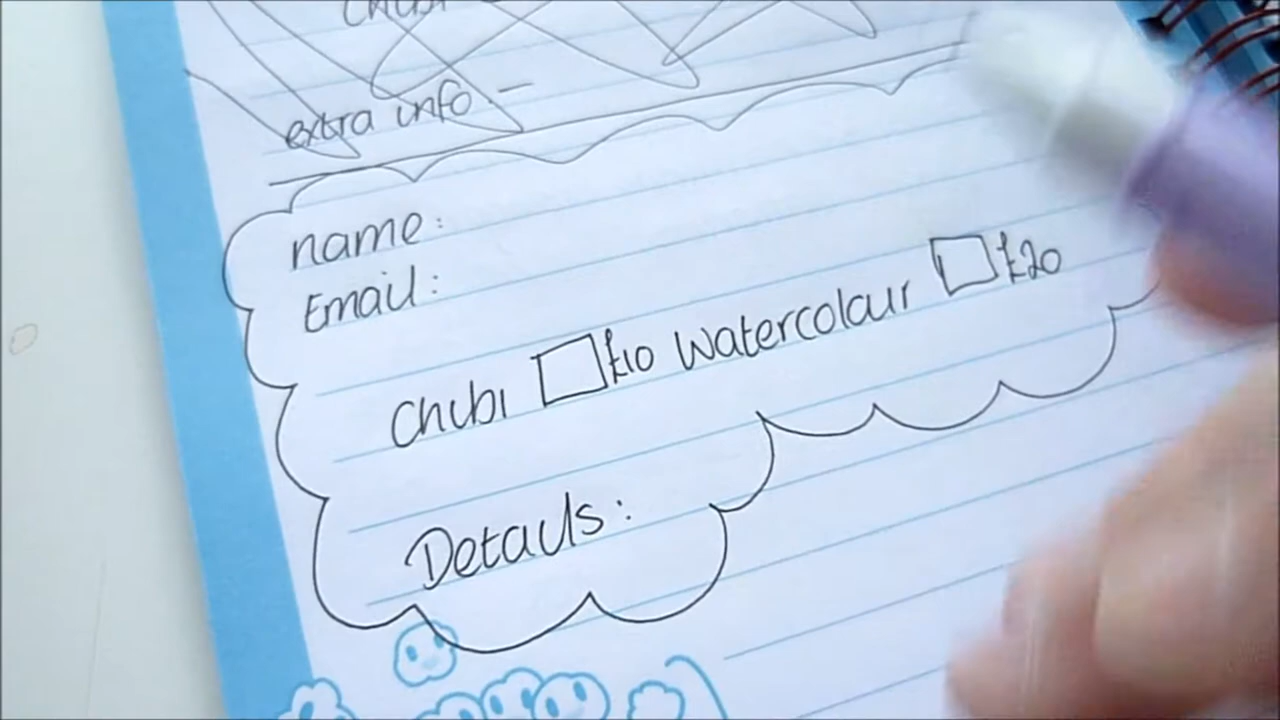 extra info -
name:
Email:
Chibi £10 Watercolour £20
Details: